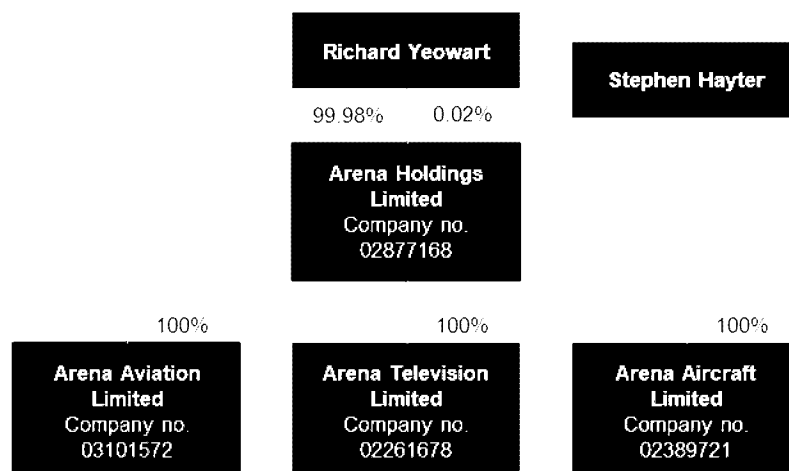 Richard Yeowart
Stephen Hayter
99.98%
0.02%
Arena Holdings
Limited
Company no.
02877168
100%
100%
100%
Arena Aviation
Limited
Company no.
03101572
Arena Television
Limited
Company no.
02261678
Arena Aircraft
Limited
Company no.
02389721